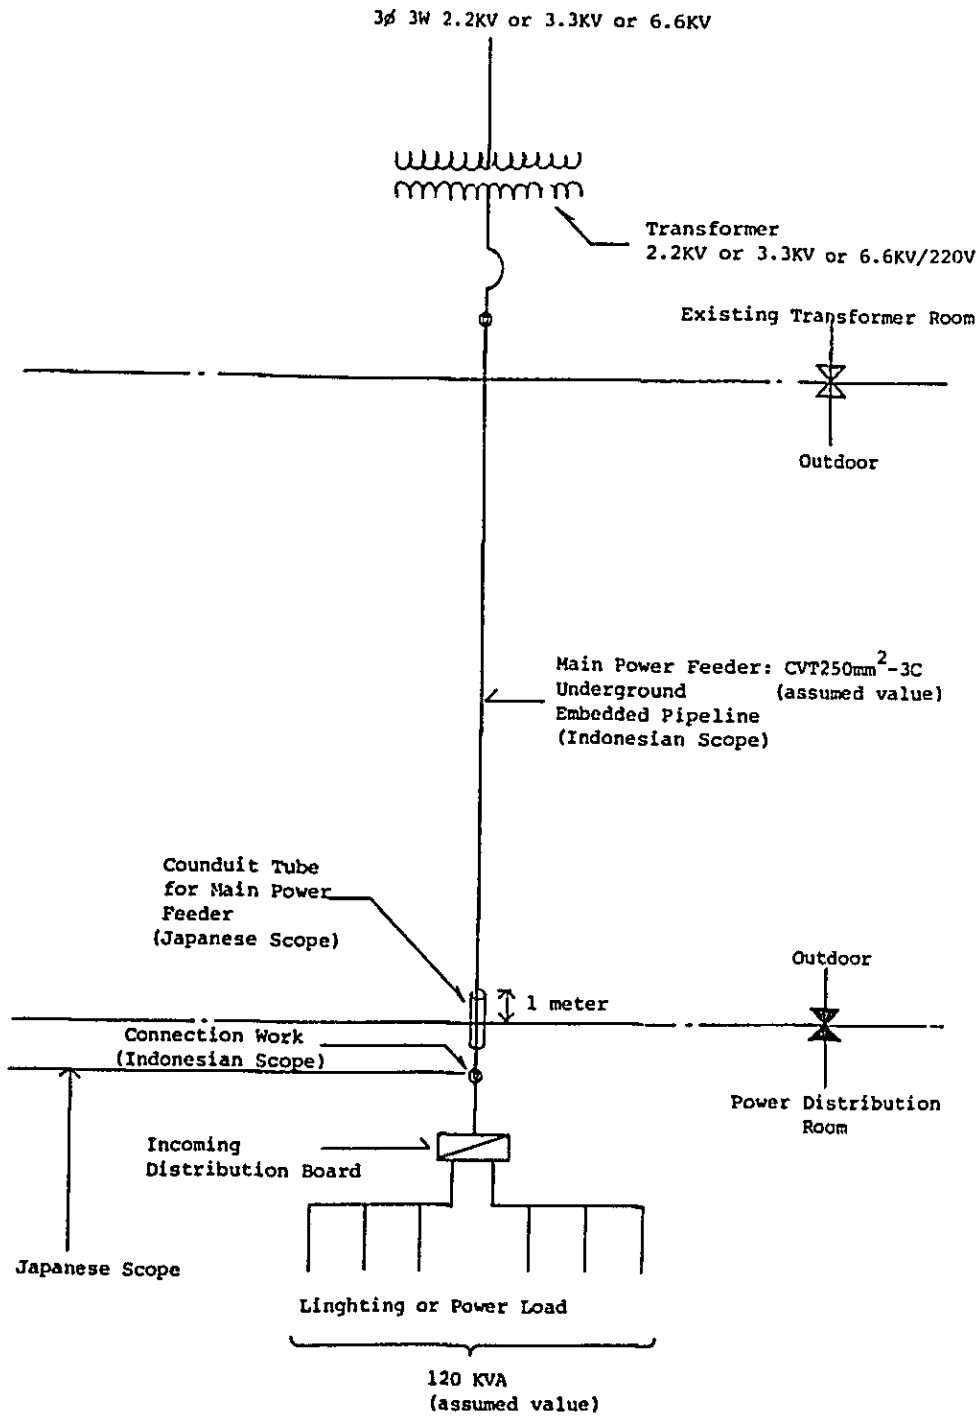 3ø 3W 2.2KV or 3.3KV or 6.6KV
Transformer
2.2KV or 3.3KV or 6.6KV/220V
Existing Transformer Room
Outdoor
Main Power Feeder: CVT250mm²-3C
Underground (assumed value)
Embedded Pipeline
(Indonesian Scope)
Counduit Tube
for Main Power
Feeder
(Japanese Scope)
Outdoor
1 meter
Connection Work
(Indonesian Scope)
Power Distribution
Room
Incoming
Distribution Board
Japanese Scope
Linghting or Power Load
120 KVA
(assumed value)